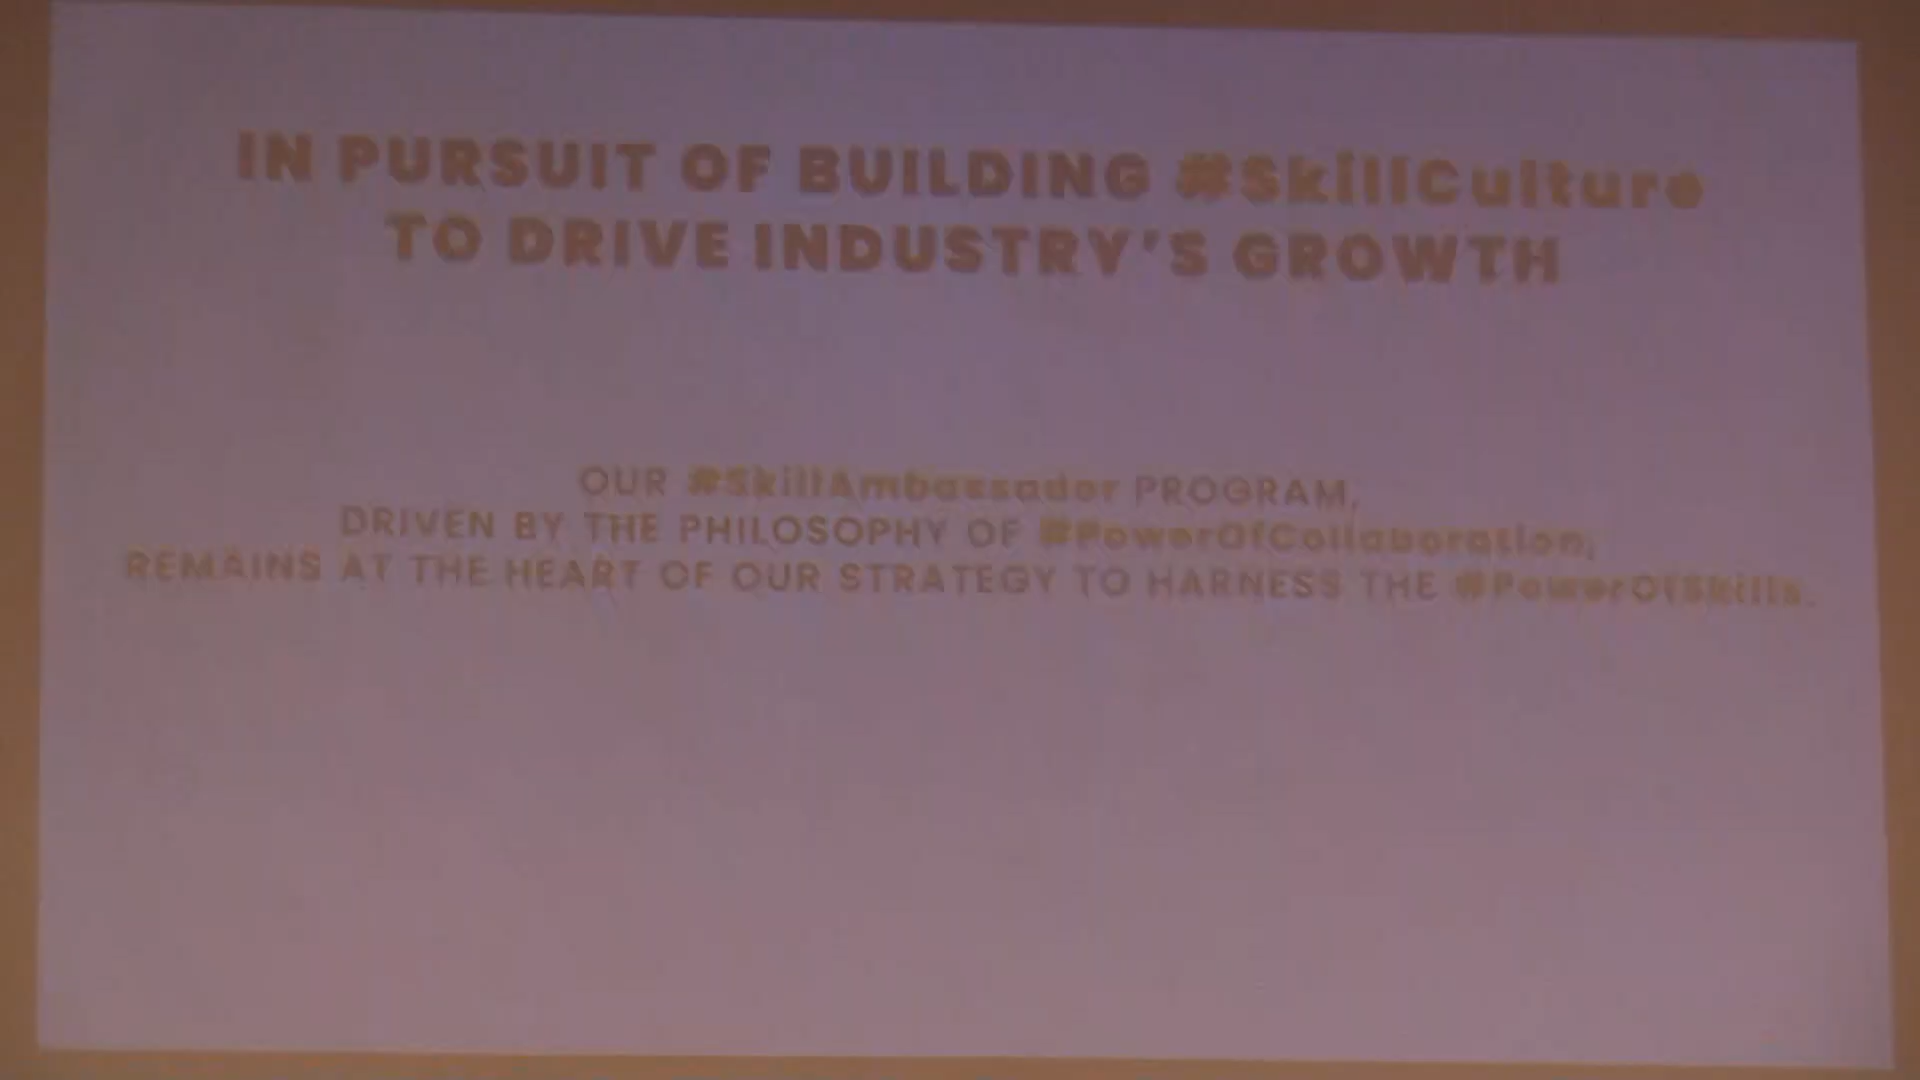 IN PURSUIT OF BUILDING #SkillCulture
TO DRIVE INDUSTRY'S GROWTH
OUR #SkillAmbassador PROGRAM,
DRIVEN BY THE PHILOSOPHY OF #PowerOfCollaboration,
REMAINS AT THE HEART OF OUR STRATEGY TO HARNESS THE #PowerOfSkills.